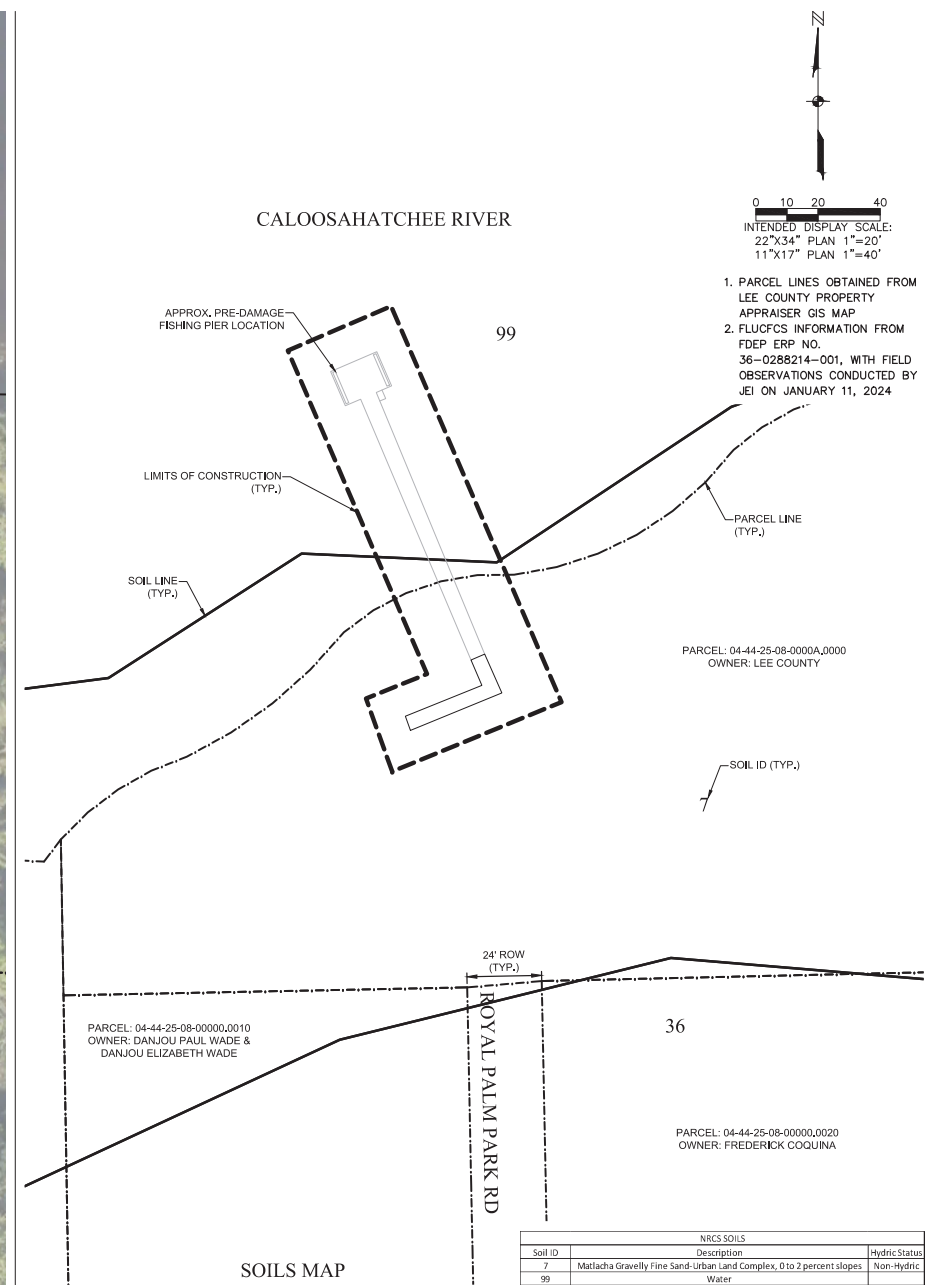 N
CALOOSAHATCHEE RIVER
0 10 20 40
INTENDED DISPLAY SCALE:
22"X34" PLAN 1"=20'
11"X17" PLAN 1"=40'
1. PARCEL LINES OBTAINED FROM
LEE COUNTY PROPERTY
APPRAISER GIS MAP
2. FLUCFCS INFORMATION FROM
FDEP ERP NO.
36-0288214-001, WITH FIELD
OBSERVATIONS CONDUCTED BY
JEI ON JANUARY 11, 2024
APPROX. PRE-DAMAGE
FISHING PIER LOCATION
99
LIMITS OF CONSTRUCTION
(TYP.)
PARCEL LINE
(TYP.)
SOIL LINE
(TYP.)
PARCEL: 04-44-25-08-0000A.0000
OWNER: LEE COUNTY
SOIL ID (TYP.)
7
24' ROW
(TYP.)
ROYAL PALM PARK RD
PARCEL: 04-44-25-08-00000.0010
OWNER: DANJOU PAUL WADE &
DANJOU ELIZABETH WADE
36
PARCEL: 04-44-25-08-00000.0020
OWNER: FREDERICK COQUINA
SOILS MAP
NRCS SOILS
Soil ID Description Hydric Status
7 Matlacha Gravelly Fine Sand-Urban Land Complex, 0 to 2 percent slopes Non-Hydric
99 Water